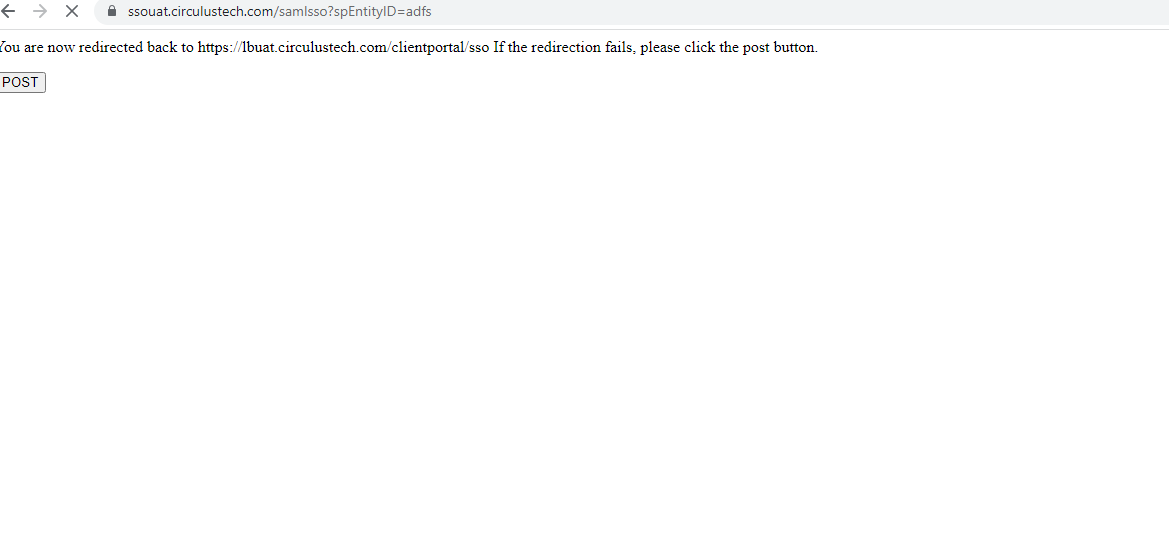 ssouat.circulustech.com/samlsso?spEntityID=adfs
You are now redirected back to https://lbuat.circulustech.com/clientportal/sso If the redirection fails, please click the post button.
POST